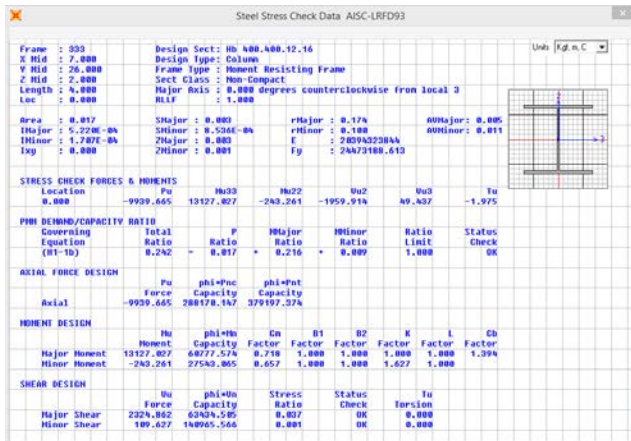 Steel Stress Check Data AISC-LRFD93
Units Kgf, m, C
Frame : 333 Design Sect: Hb 400.400.12.16
X Mid : 7.000 Design Type: Column
Y Mid : 26.000 Frame Type : Moment Resisting Frame
Z Mid : 2.000 Sect Class : Non-Compact
Length : 4.000 Major Axis : 0.000 degrees counterclockwise from local 3
Loc : 0.000 RLLF : 1.000
Area : 0.017 SMajor : 0.003 rMajor : 0.174 AVMajor: 0.005
IMajor : 5.220E-04 SMinor : 8.536E-04 rMinor : 0.100 AVMinor: 0.011
IMinor : 1.707E-04 ZMajor : 0.003 E : 20394323844
Ixy : 0.000 ZMinor : 0.001 Fy : 24473188.613
STRESS CHECK FORCES & MOMENTS
Location Pu Mu33 Mu22 Vu2 Vu3 Tu
0.000 -9939.665 13127.027 -243.261 -1959.914 49.437 -1.975
PMM DEMAND/CAPACITY RATIO
Governing Total P MMajor MMinor Ratio Status
Equation Ratio Ratio Ratio Ratio Limit Check
(H1-1b) 0.242 = 0.017 + 0.216 + 0.009 1.000 OK
AXIAL FORCE DESIGN
Pu phi*Pnc phi*Pnt
Force Capacity Capacity
Axial -9939.665 288170.147 379197.374
MOMENT DESIGN
Mu phi*Mn Cm B1 B2 K L Cb
Moment Capacity Factor Factor Factor Factor Factor Factor
Major Moment 13127.027 60777.574 0.718 1.000 1.000 1.000 1.000 1.394
Minor Moment -243.261 27543.065 0.657 1.000 1.000 1.627 1.000
SHEAR DESIGN
Vu phi*Vn Stress Status Tu
Force Capacity Ratio Check Torsion
Major Shear 2324.862 63434.505 0.037 OK 0.000
Minor Shear 109.627 140965.566 0.001 OK 0.000